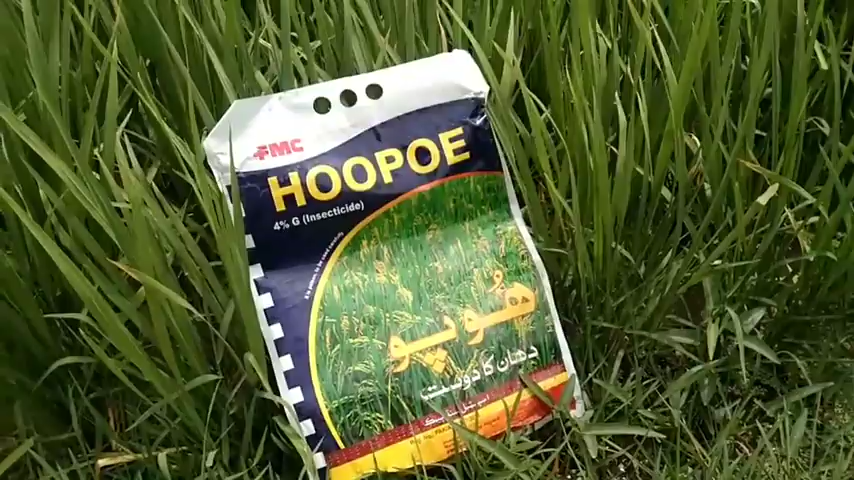 FMC
HOOPOE
4% G (Insecticide)
ہُوپو
دھان کا دوست